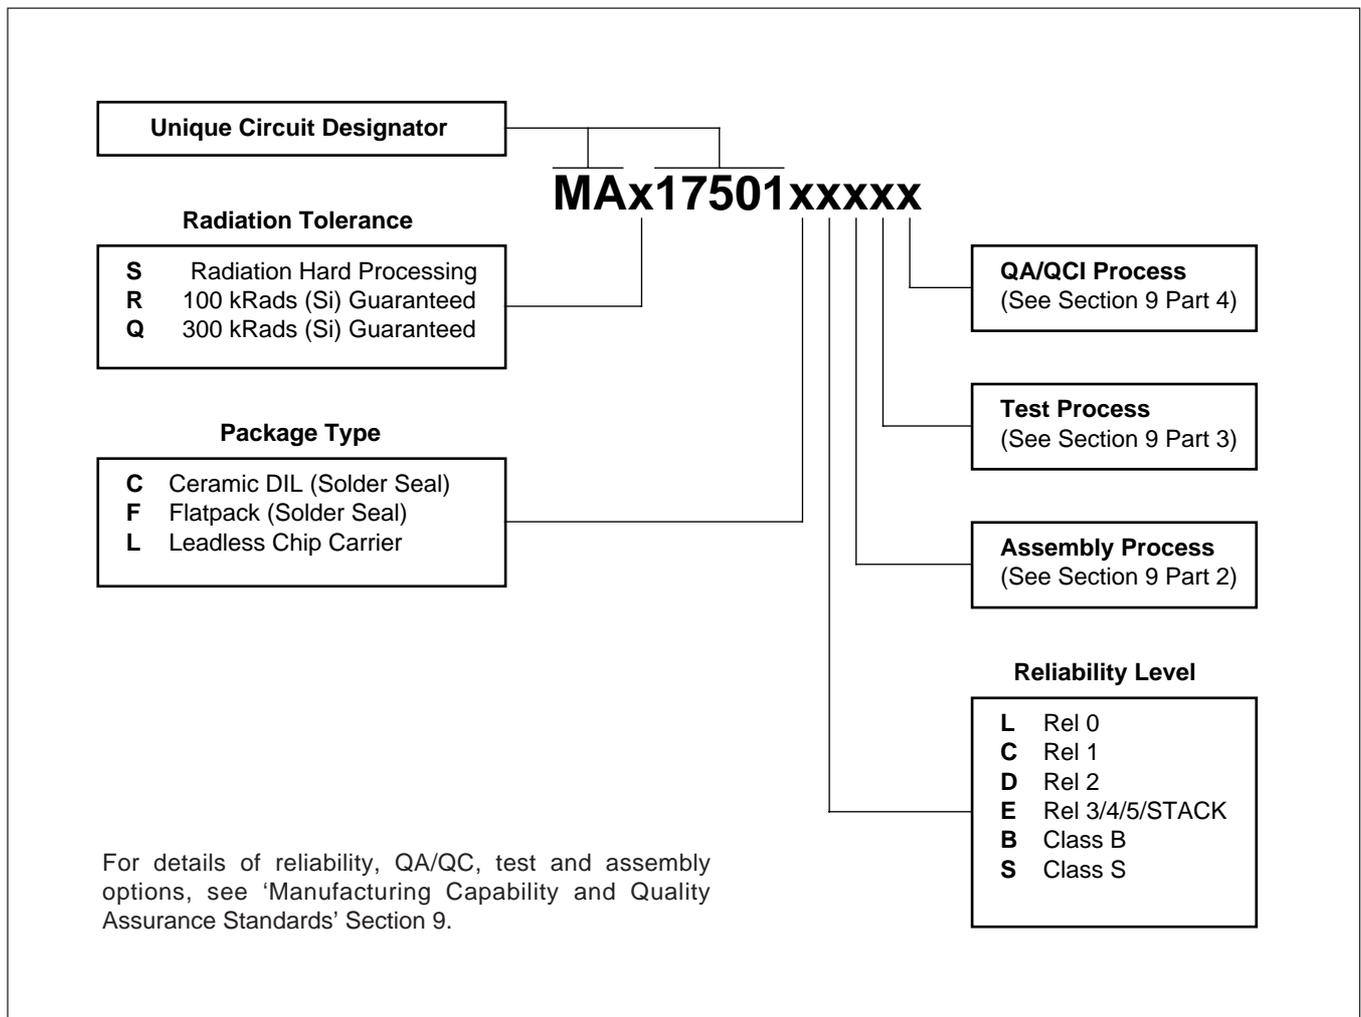 Unique Circuit Designator
MAx17501xxxxx
Radiation Tolerance
S Radiation Hard Processing
R 100 kRads (Si) Guaranteed
Q 300 kRads (Si) Guaranteed
Package Type
C Ceramic DIL (Solder Seal)
F Flatpack (Solder Seal)
L Leadless Chip Carrier
QA/QCI Process
(See Section 9 Part 4)
Test Process
(See Section 9 Part 3)
Assembly Process
(See Section 9 Part 2)
Reliability Level
L Rel 0
C Rel 1
D Rel 2
E Rel 3/4/5/STACK
B Class B
S Class S
For details of reliability, QA/QC, test and assembly
options, see ‘Manufacturing Capability and Quality
Assurance Standards’ Section 9.